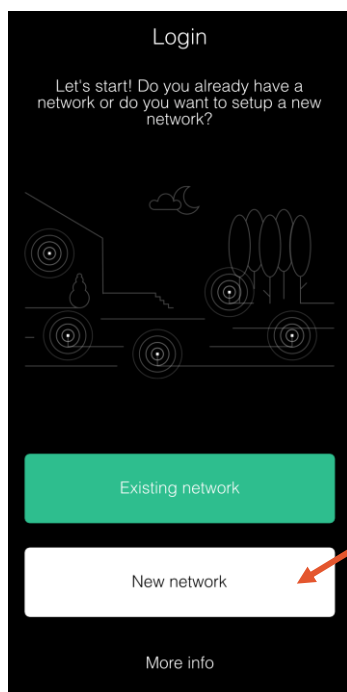 Login
Let's start! Do you already have a
network or do you want to setup a new
network?
Existing network
New network
More info